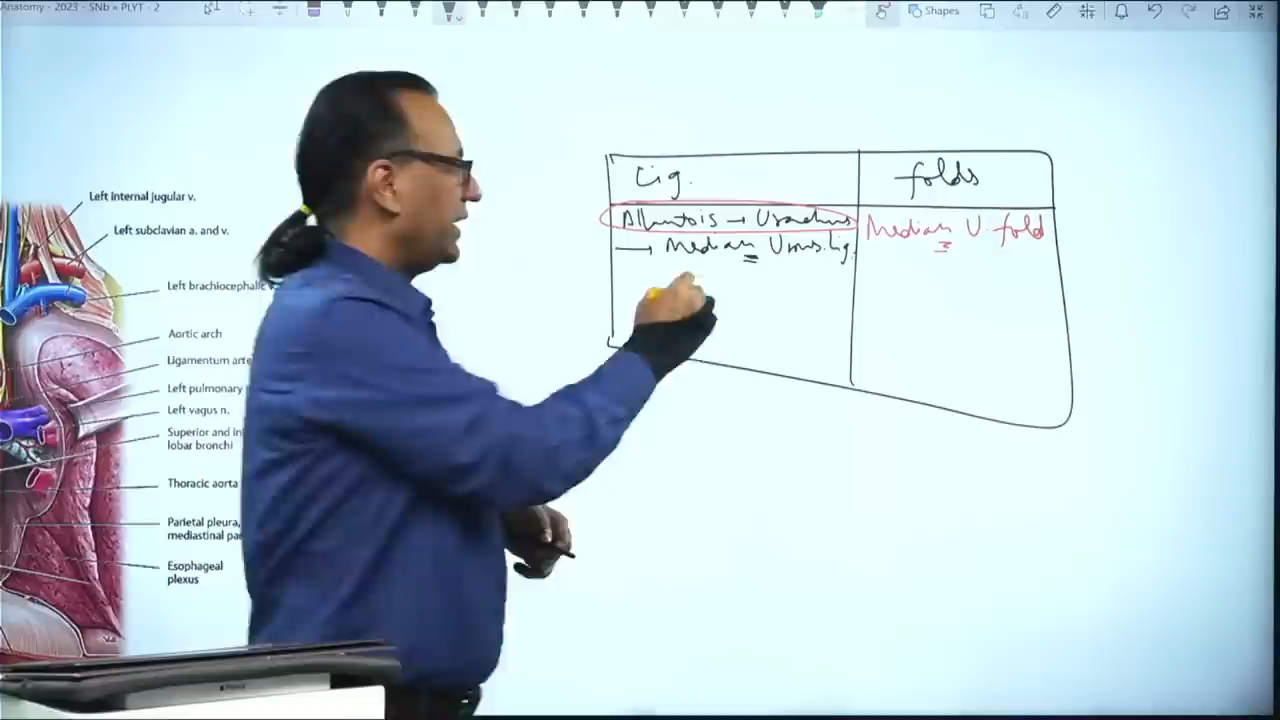 Anatomy - 2023 - SNb » PLYT - 2
Shapes
Left internal jugular v.
Left subclavian a. and v.
Left brachiocephalic
Aortic arch
Ligamentum arte
Left pulmonary
Left vagus n.
Superior and in
lobar bronchi
Thoracic aorta
Parietal pleura,
mediastinal pa
Esophageal
plexus
Lig.
folds
Allantois → Urachus
Median U. fold
→ Median Umb. lig.